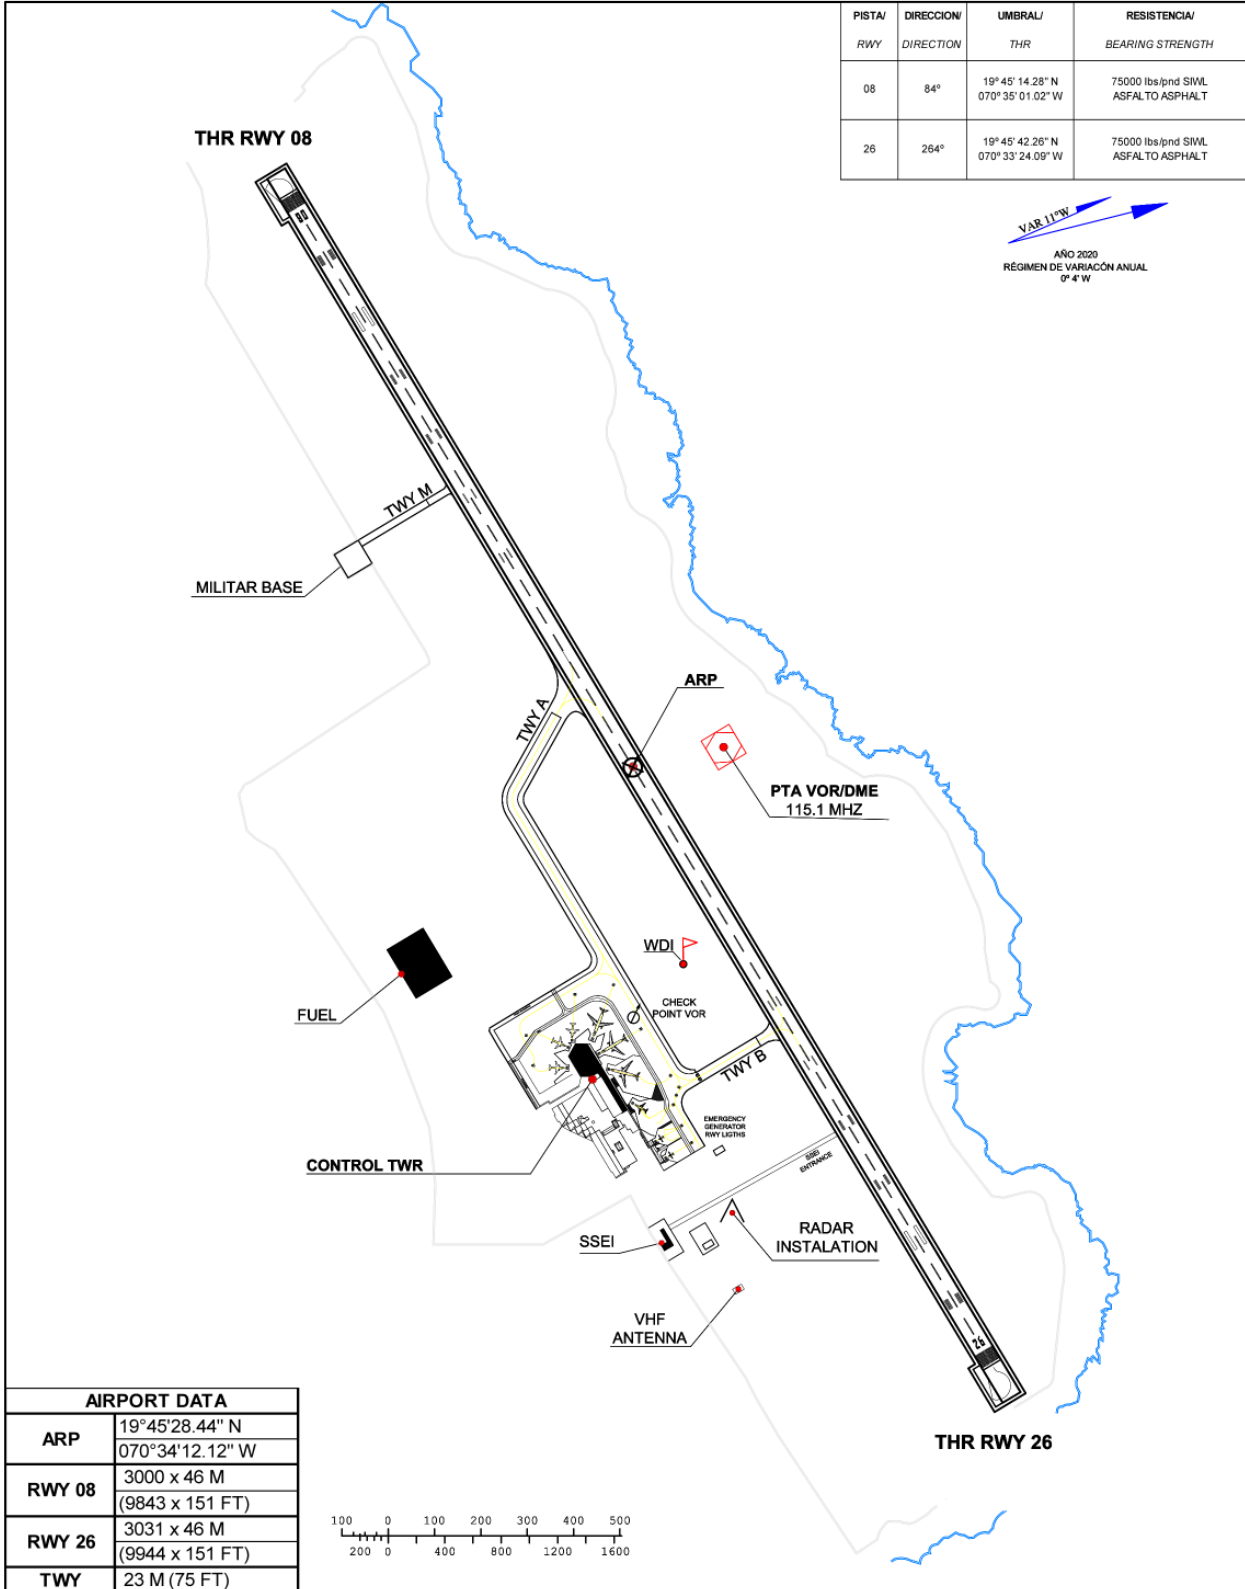 PISTA/ DIRECCION/ UMBRAL/ RESISTENCIA/
RWY DIRECTION THR BEARING STRENGTH
08 84° 19° 45' 14.28" N 75000 lbs/pnd SIWL
070° 35' 01.02" W ASFALTO ASPHALT
26 264° 19° 45' 42.26" N 75000 lbs/pnd SIWL
070° 33' 24.09" W ASFALTO ASPHALT
VAR 11°W
AÑO 2020
RÉGIMEN DE VARIACÓN ANUAL
0° 4' W
THR RWY 08
08
TWY M
MILITAR BASE
ARP
TWY A
PTA VOR/DME
115.1 MHZ
WDI
CHECK
POINT VOR
FUEL
TWY B
EMERGENCY
GENERATOR
RWY LIGTHS
CONTROL TWR
SSEI
ENTRANCE
SSEI
RADAR
INSTALATION
VHF
ANTENNA
26
THR RWY 26
AIRPORT DATA
ARP 19°45'28.44" N
070°34'12.12" W
RWY 08 3000 x 46 M
(9843 x 151 FT)
RWY 26 3031 x 46 M
(9944 x 151 FT)
TWY 23 M (75 FT)
100 0 100 200 300 400 500
200 0 400 800 1200 1600